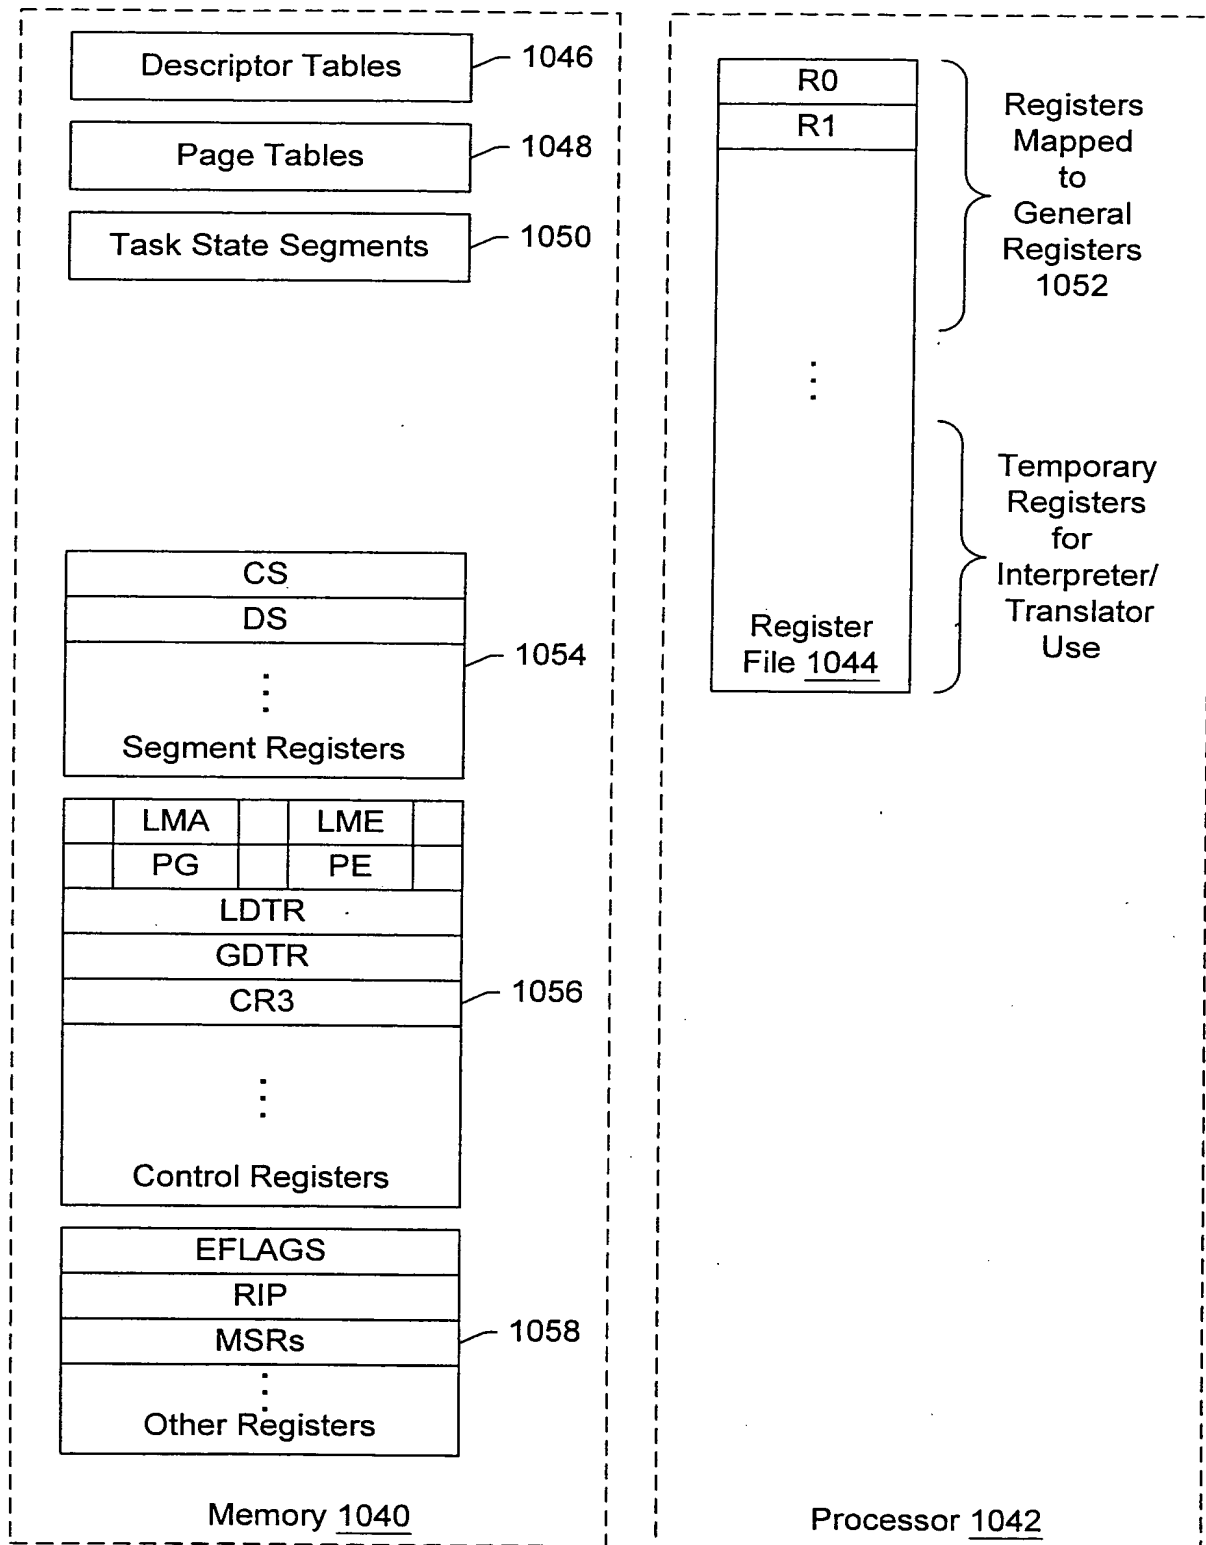 Descriptor Tables
1046
Page Tables
1048
Task State Segments
1050
CS
DS
1054
Segment Registers
LMA LME
PG PE
LDTR
GDTR
CR3
1056
Control Registers
EFLAGS
RIP
MSRs
1058
Other Registers
Memory 1040
R0
R1
Registers
Mapped
to
General
Registers
1052
Temporary
Registers
for
Interpreter/
Translator
Use
Register
File 1044
Processor 1042